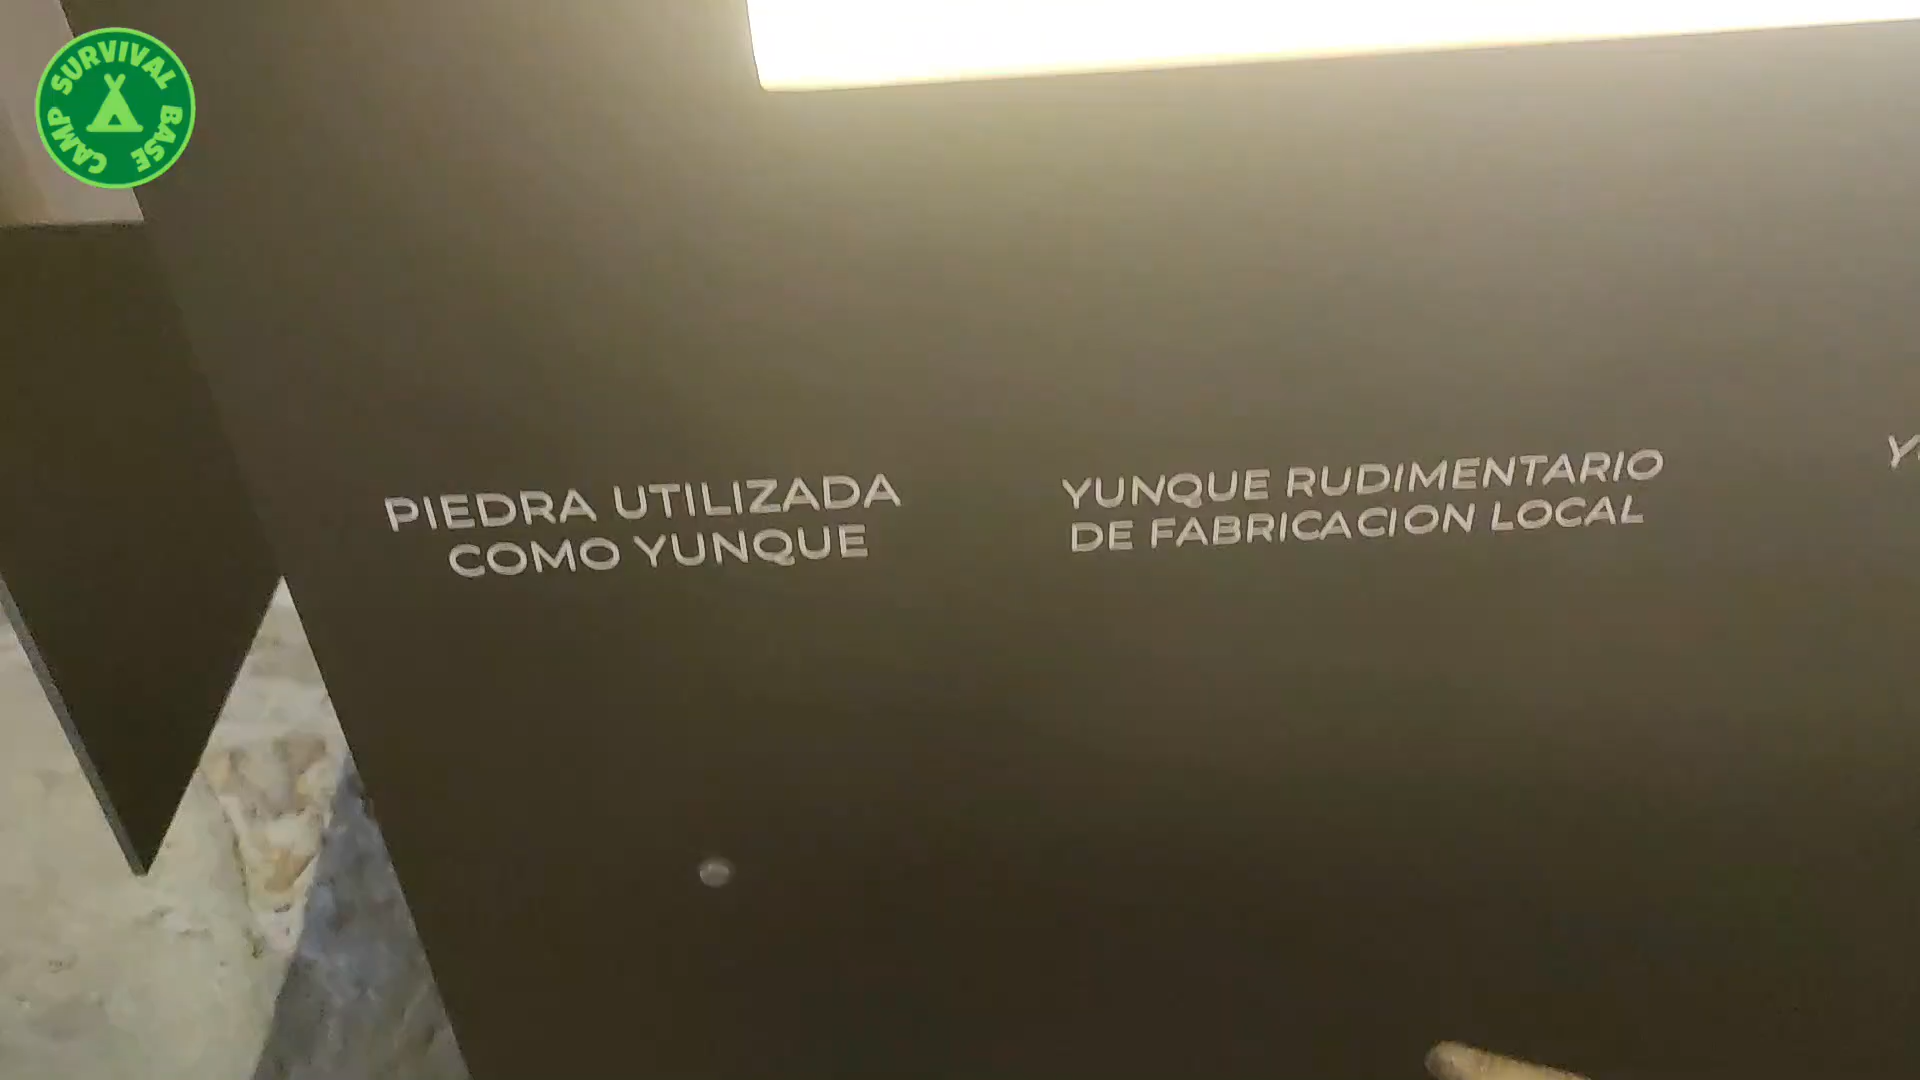 SURVIVAL BASE CAMP
PIEDRA UTILIZADA
COMO YUNQUE
YUNQUE RUDIMENTARIO
DE FABRICACION LOCAL